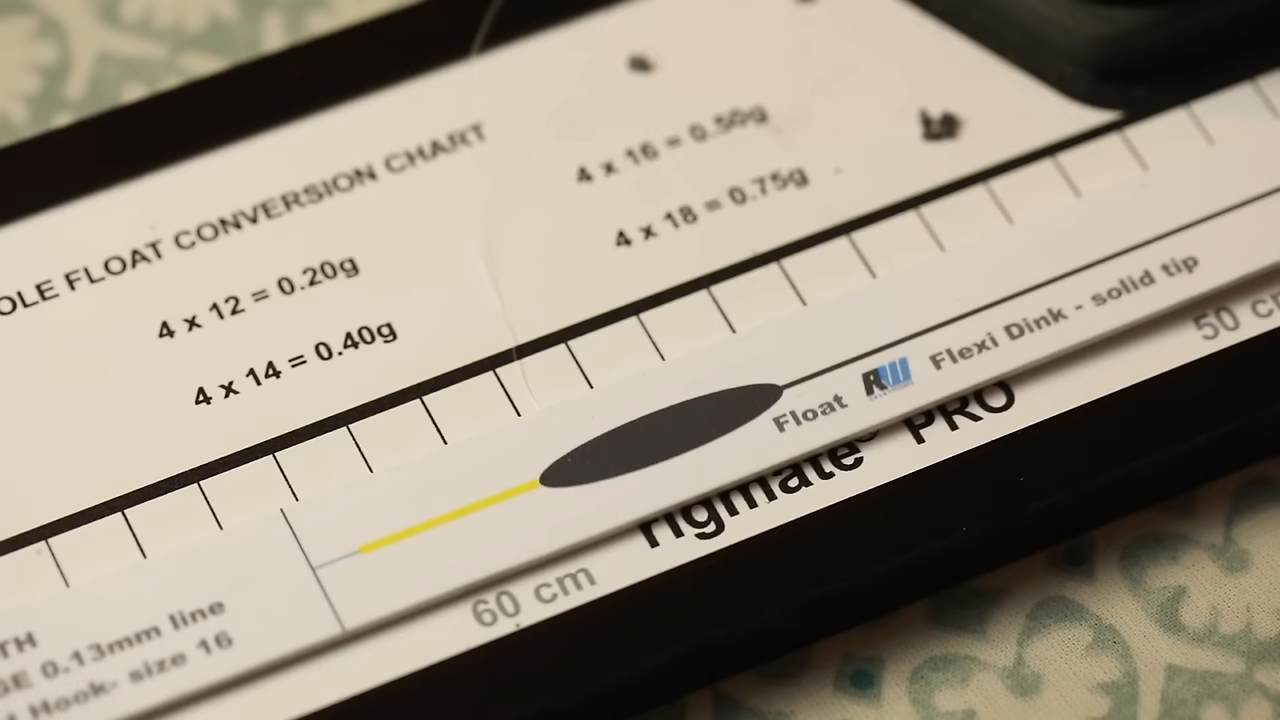 OLE FLOAT CONVERSION CHART
4 x 12 = 0.20g
4 x 14 = 0.40g
4 x 16 = 0.50g
4 x 18 = 0.75g
Float RW Flexi Dink - solid tip
rigmate® PRO
50 cm
60 cm
TH
GE 0.13mm line
Hook- size 16